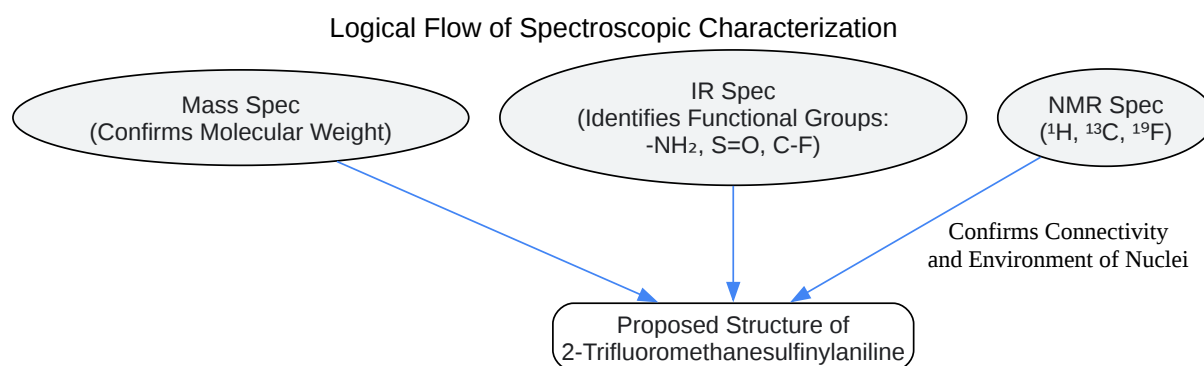 Logical Flow of Spectroscopic Characterization
Mass Spec
(Confirms Molecular Weight)
IR Spec
(Identifies Functional Groups:
-NH₂, S=O, C-F)
NMR Spec
(¹H, ¹³C, ¹⁹F)
Confirms Connectivity
and Environment of Nuclei
Proposed Structure of
2-Trifluoromethanesulfinylaniline